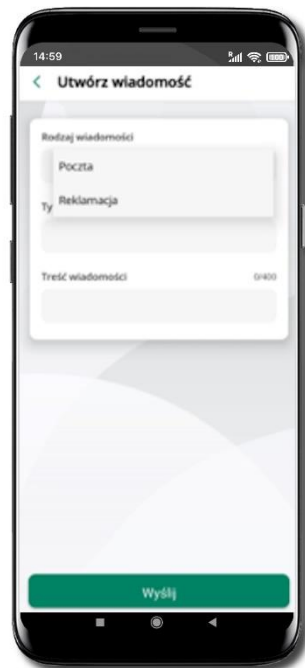 14:59
Utwórz wiadomość
Rodzaj wiadomości
Poczta
Ty
Reklamacja
Treść wiadomości 0/400
Wyślij